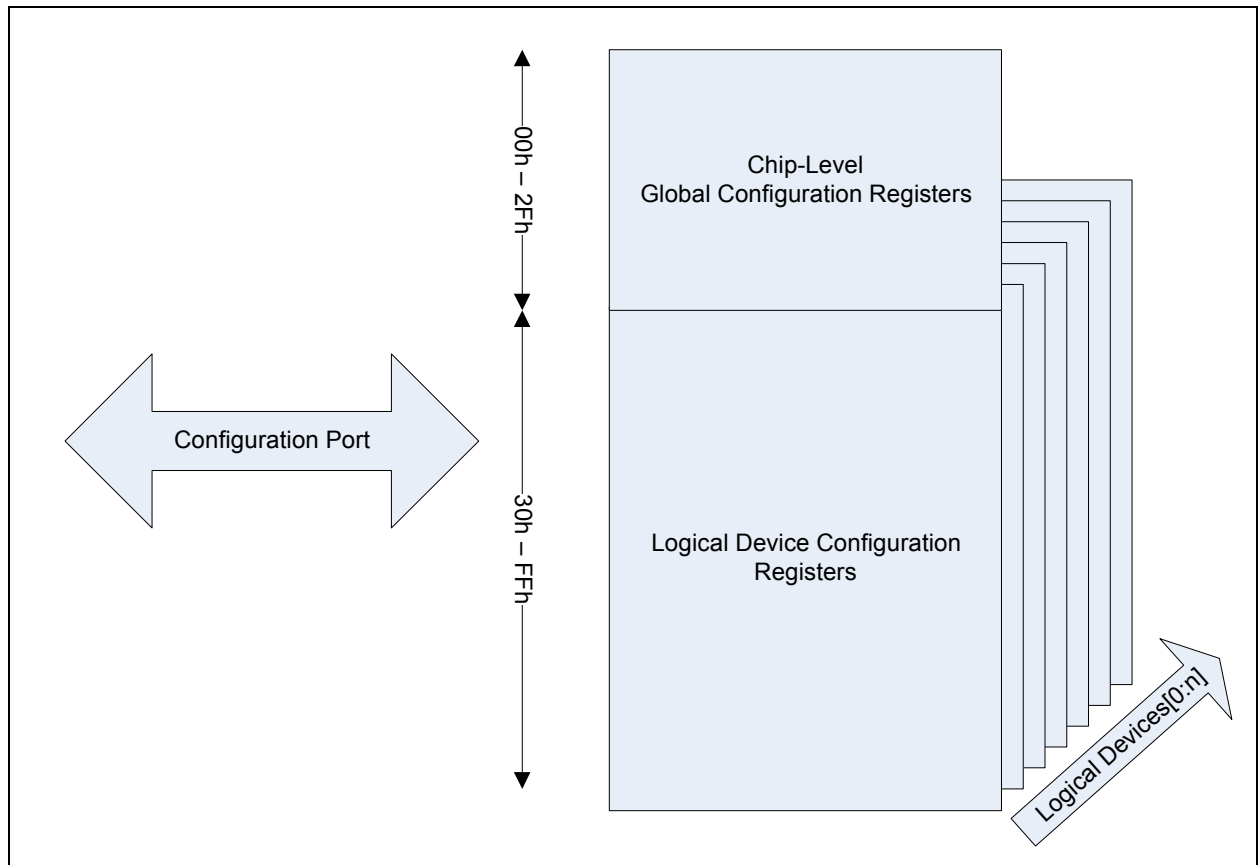 00h – 2Fh
Chip-Level
Global Configuration Registers
Configuration Port
30h – FFh
Logical Device Configuration
Registers
Logical Devices[0:n]